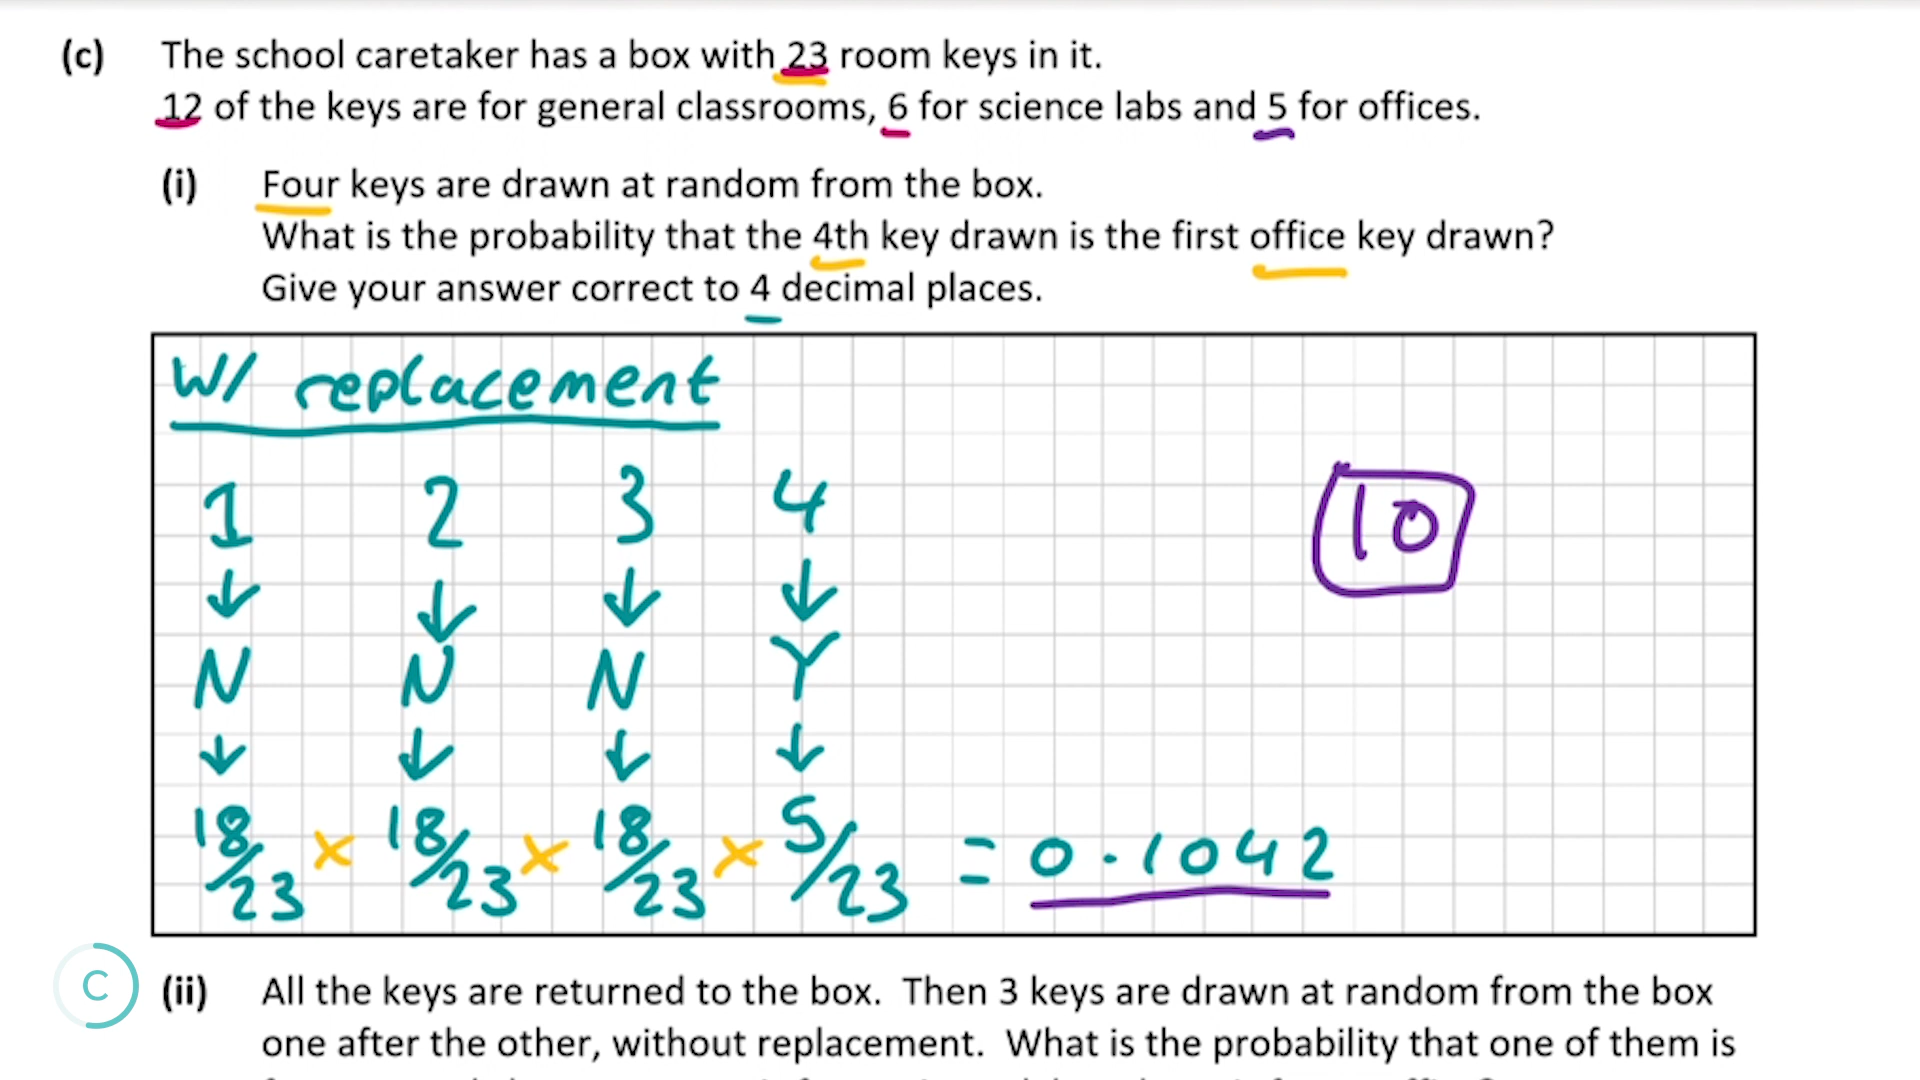 (c) The school caretaker has a box with 23 room keys in it.
12 of the keys are for general classrooms, 6 for science labs and 5 for offices.
(i) Four keys are drawn at random from the box.
What is the probability that the 4th key drawn is the first office key drawn?
Give your answer correct to 4 decimal places.
W/ replacement
1 2 3 4
10
↓ ↓ ↓ ↓
N N N Y
↓ ↓ ↓ ↓
18/23 × 18/23 × 18/23 × 5/23 = 0.1042
C
(ii) All the keys are returned to the box. Then 3 keys are drawn at random from the box
one after the other, without replacement. What is the probability that one of them is